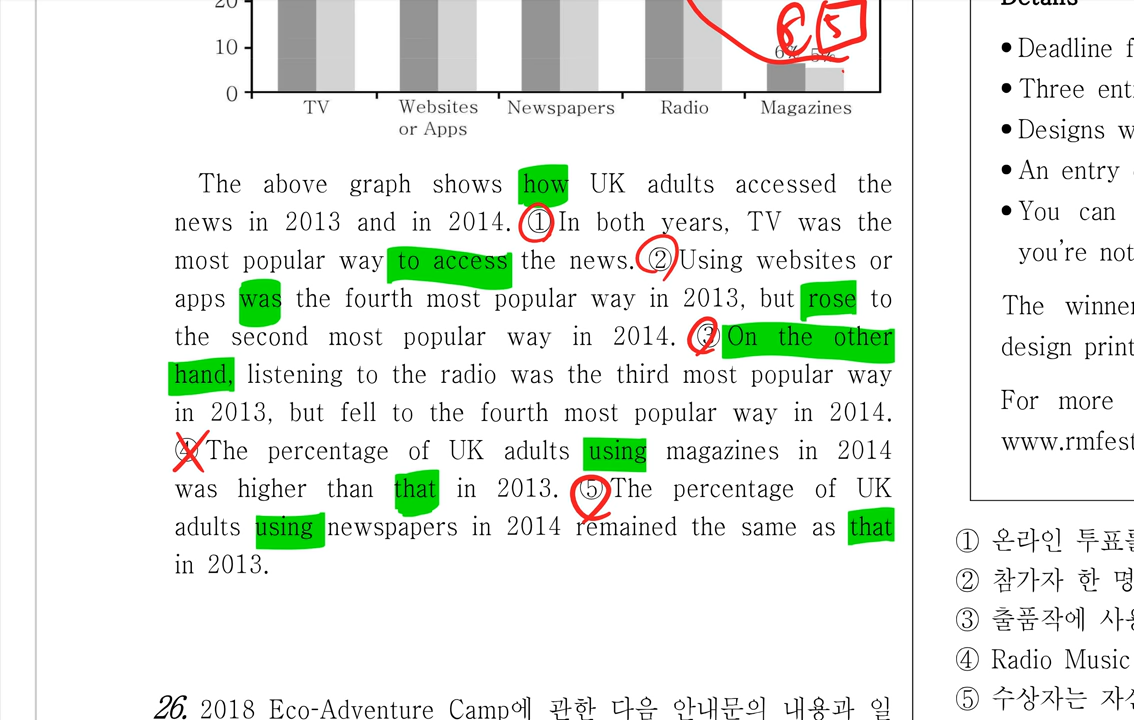 20
Details
10
0
6% 5%
6 5
TV Websites or Apps Newspapers Radio Magazines
The above graph shows how UK adults accessed the
news in 2013 and in 2014. ① In both years, TV was the
most popular way to access the news. ② Using websites or
apps was the fourth most popular way in 2013, but rose to
the second most popular way in 2014. ③ On the other
hand, listening to the radio was the third most popular way
in 2013, but fell to the fourth most popular way in 2014.
④ The percentage of UK adults using magazines in 2014
was higher than that in 2013. ⑤ The percentage of UK
adults using newspapers in 2014 remained the same as that
in 2013.
26. 2018 Eco-Adventure Camp에 관한 다음 안내문의 내용과 일
• Deadline f
• Three ent
• Designs w
• An entry
• You can
you're not
The winner
design print
For more
www.rmfest
① 온라인 투표를
② 참가자 한 명
③ 출품작에 사용
④ Radio Music
⑤ 수상자는 자신